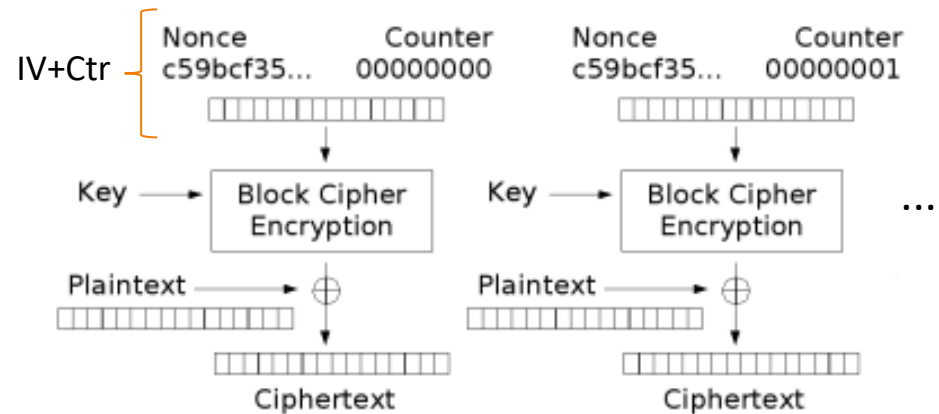 IV+Ctr
Nonce Counter
c59bcf35... 00000000
Nonce Counter
c59bcf35... 00000001
Key
Block Cipher
Encryption
Key
Block Cipher
Encryption
...
Plaintext
Plaintext
Ciphertext
Ciphertext